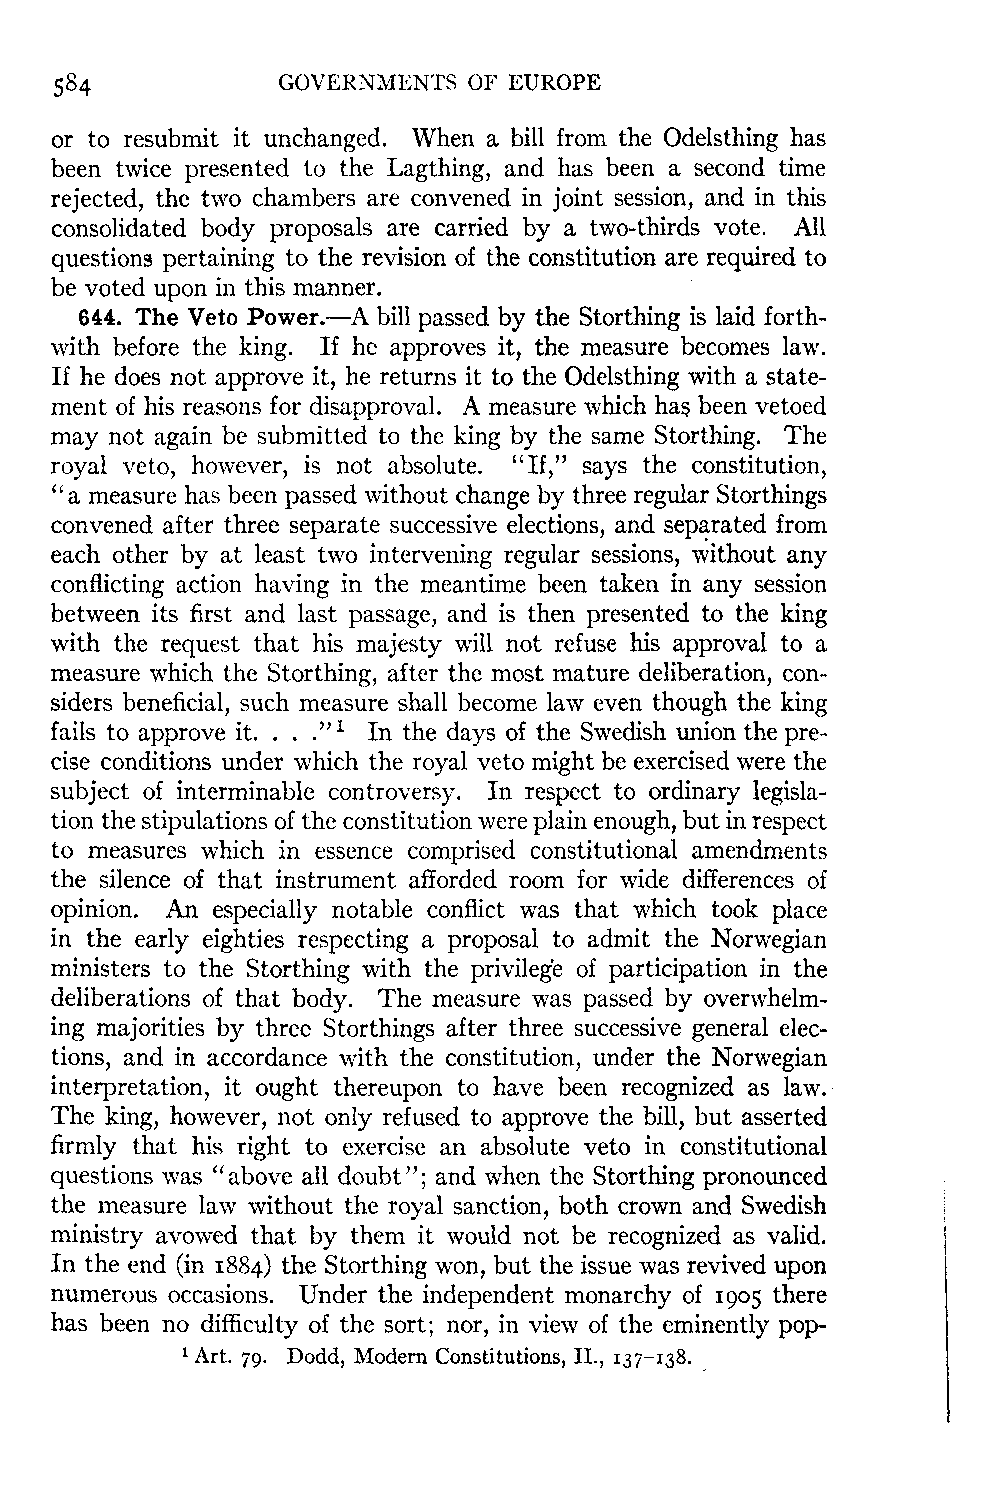 584 GOVERNMENTS OF EUROPE
or to resubmit it unchanged. When a bill from the Odelsthing has
been twice presented to the Lagthing, and has been a second time
rejected, the two chambers are convened in joint session, and in this
consolidated body proposals are carried by a two-thirds vote. All
questions pertaining to the revision of the constitution are required to
be voted upon in this manner.
644. The Veto Power.—A bill passed by the Storthing is laid forth-
with before the king. If he approves it, the measure becomes law.
If he does not approve it, he returns it to the Odelsthing with a state-
ment of his reasons for disapproval. A measure which has been vetoed
may not again be submitted to the king by the same Storthing. The
royal veto, however, is not absolute. "If," says the constitution,
"a measure has been passed without change by three regular Storthings
convened after three separate successive elections, and separated from
each other by at least two intervening regular sessions, without any
conflicting action having in the meantime been taken in any session
between its first and last passage, and is then presented to the king
with the request that his majesty will not refuse his approval to a
measure which the Storthing, after the most mature deliberation, con-
siders beneficial, such measure shall become law even though the king
fails to approve it. . . ."¹ In the days of the Swedish union the pre-
cise conditions under which the royal veto might be exercised were the
subject of interminable controversy. In respect to ordinary legisla-
tion the stipulations of the constitution were plain enough, but in respect
to measures which in essence comprised constitutional amendments
the silence of that instrument afforded room for wide differences of
opinion. An especially notable conflict was that which took place
in the early eighties respecting a proposal to admit the Norwegian
ministers to the Storthing with the privilege of participation in the
deliberations of that body. The measure was passed by overwhelm-
ing majorities by three Storthings after three successive general elec-
tions, and in accordance with the constitution, under the Norwegian
interpretation, it ought thereupon to have been recognized as law.
The king, however, not only refused to approve the bill, but asserted
firmly that his right to exercise an absolute veto in constitutional
questions was "above all doubt"; and when the Storthing pronounced
the measure law without the royal sanction, both crown and Swedish
ministry avowed that by them it would not be recognized as valid.
In the end (in 1884) the Storthing won, but the issue was revived upon
numerous occasions. Under the independent monarchy of 1905 there
has been no difficulty of the sort; nor, in view of the eminently pop-
¹ Art. 79. Dodd, Modern Constitutions, II., 137–138.